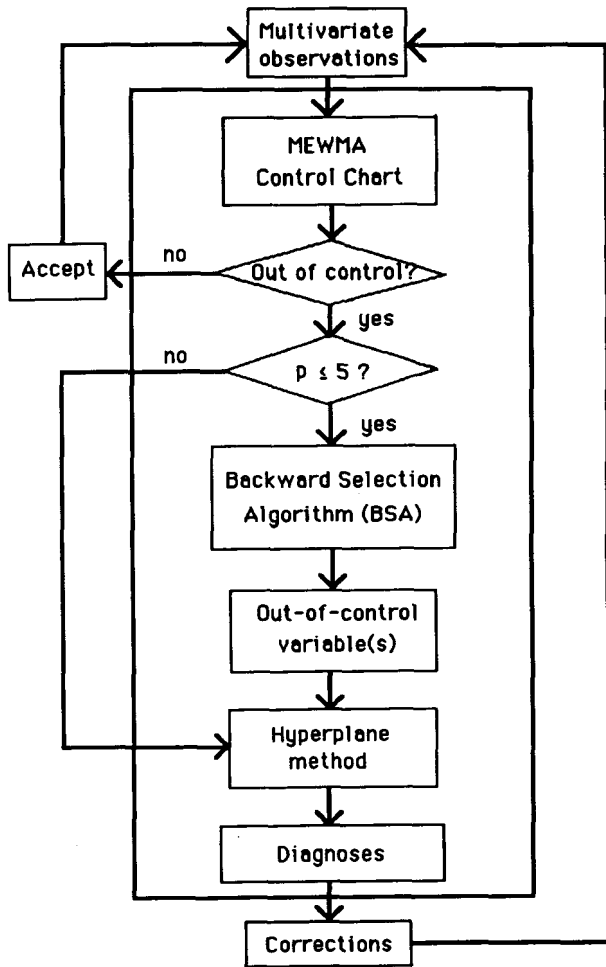 Multivariate
observations
MEWMA
Control Chart
Accept
no
Out of control?
yes
no
p ≤ 5 ?
yes
Backward Selection
Algorithm (BSA)
Out-of-control
variable(s)
Hyperplane
method
Diagnoses
Corrections